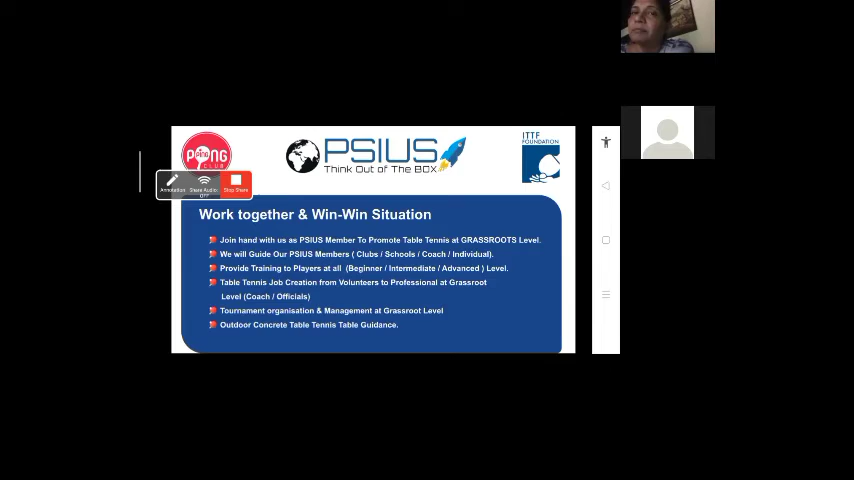 PING
PONG
CLUB
PSIUS
Think Out of The BOX
ITTF
FOUNDATION
Annotation
Share Audio: OFF
Stop Share
Work together & Win-Win Situation
Join hand with us as PSIUS Member To Promote Table Tennis at GRASSROOTS Level.
We will Guide Our PSIUS Members ( Clubs / Schools / Coach / Individual).
Provide Training to Players at all (Beginner / Intermediate / Advanced ) Level.
Table Tennis Job Creation from Volunteers to Professional at Grassroot
Level (Coach / Officials)
Tournament organisation & Management at Grassroot Level
Outdoor Concrete Table Tennis Table Guidance.